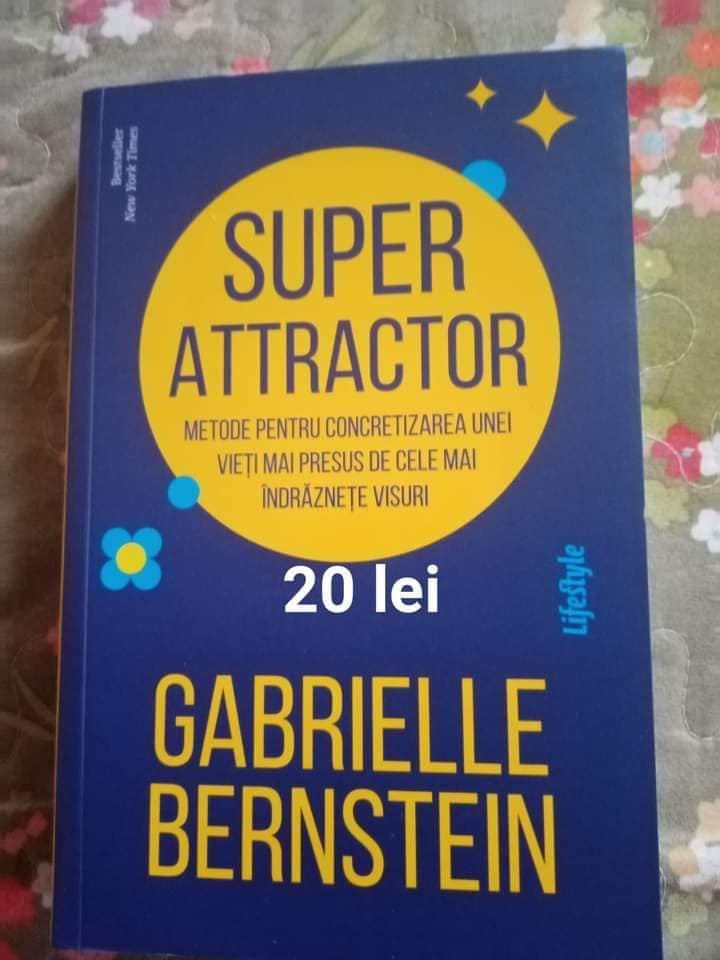 Bestseller
New York Times
SUPER
ATTRACTOR
METODE PENTRU CONCRETIZAREA UNEI
VIEȚI MAI PRESUS DE CELE MAI
ÎNDRĂZNEȚE VISURI
20 lei
Lifestyle
GABRIELLE
BERNSTEIN